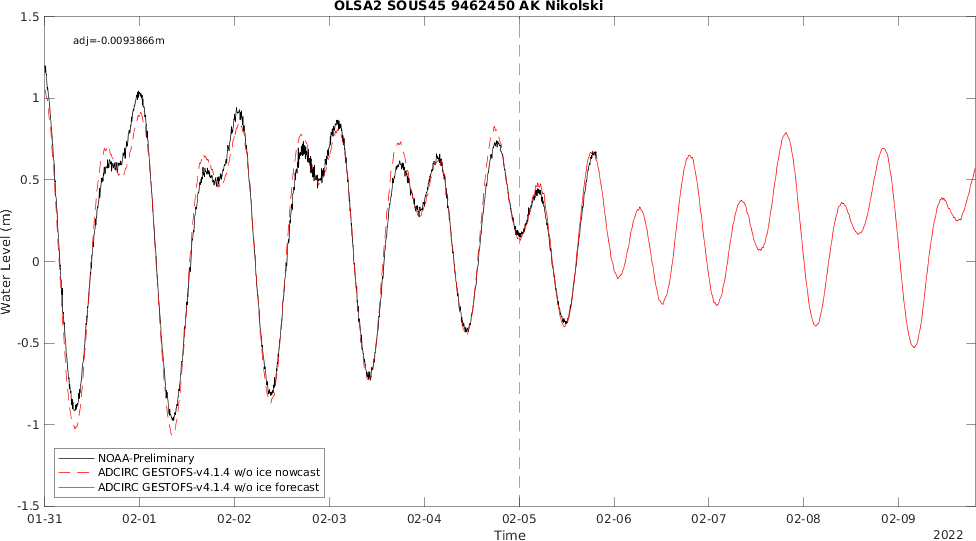 OLSA2 SOUS45 9462450 AK Nikolski
adj=-0.0093866m
Water Level (m)
1.5
1
0.5
0
-0.5
-1
-1.5
NOAA-Preliminary
ADCIRC GESTOFS-v4.1.4 w/o ice nowcast
ADCIRC GESTOFS-v4.1.4 w/o ice forecast
01-31 02-01 02-02 02-03 02-04 02-05 02-06 02-07 02-08 02-09
Time
2022